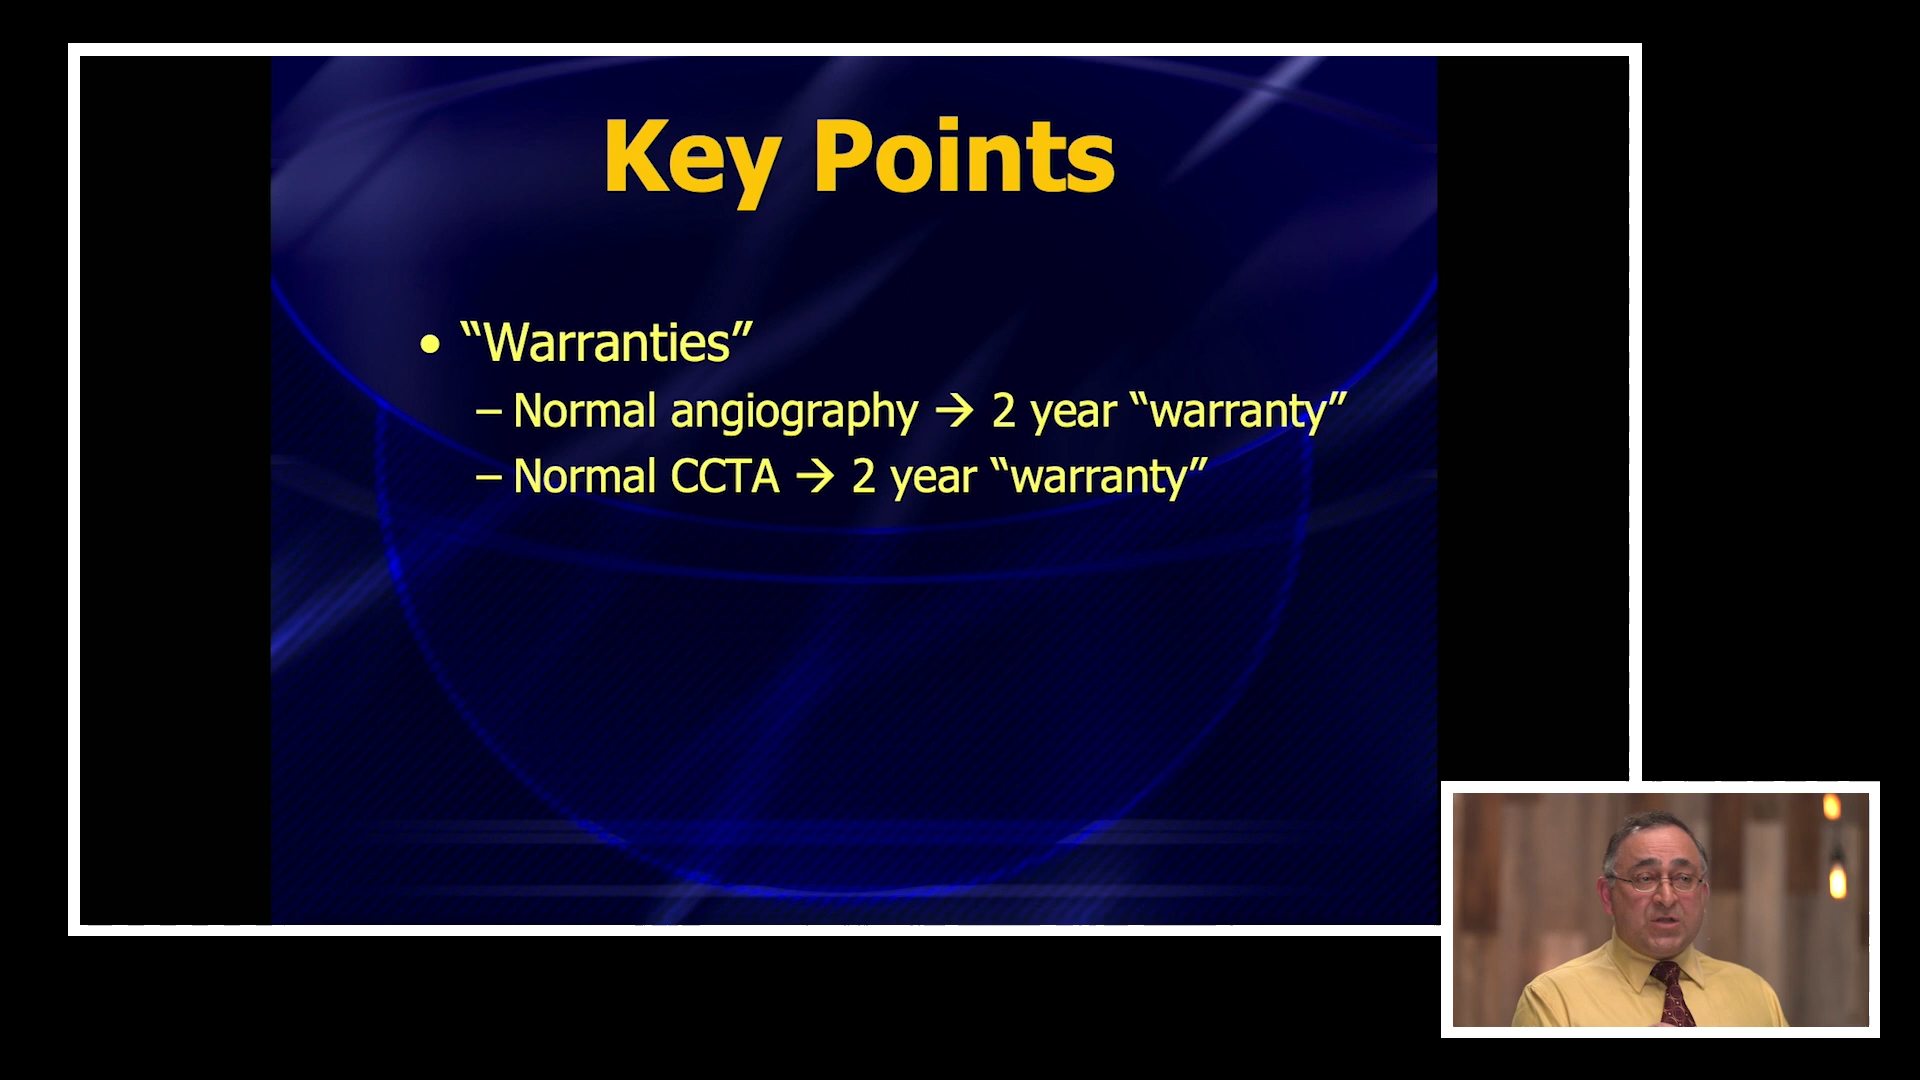 Key Points
• “Warranties”
– Normal angiography → 2 year “warranty”
– Normal CCTA → 2 year “warranty”